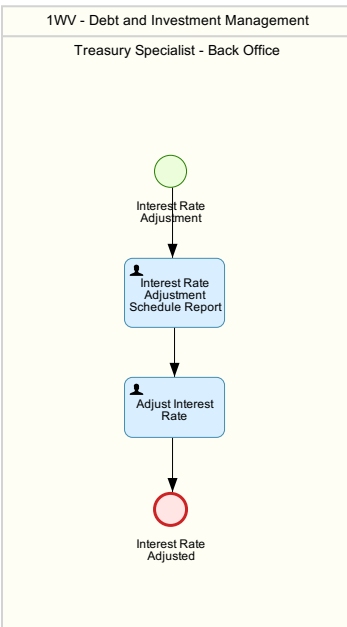 1WV - Debt and Investment Management
Treasury Specialist - Back Office
Interest Rate
Adjustment
Interest Rate
Adjustment
Schedule Report
Adjust Interest
Rate
Interest Rate
Adjusted